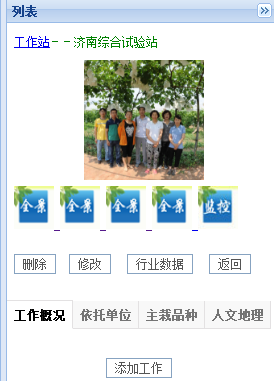 列表
工作站--济南综合试验站
全景 全景 全景 全景 监控
删除 修改 行业数据 返回
工作概况 依托单位 主栽品种 人文地理
添加工作